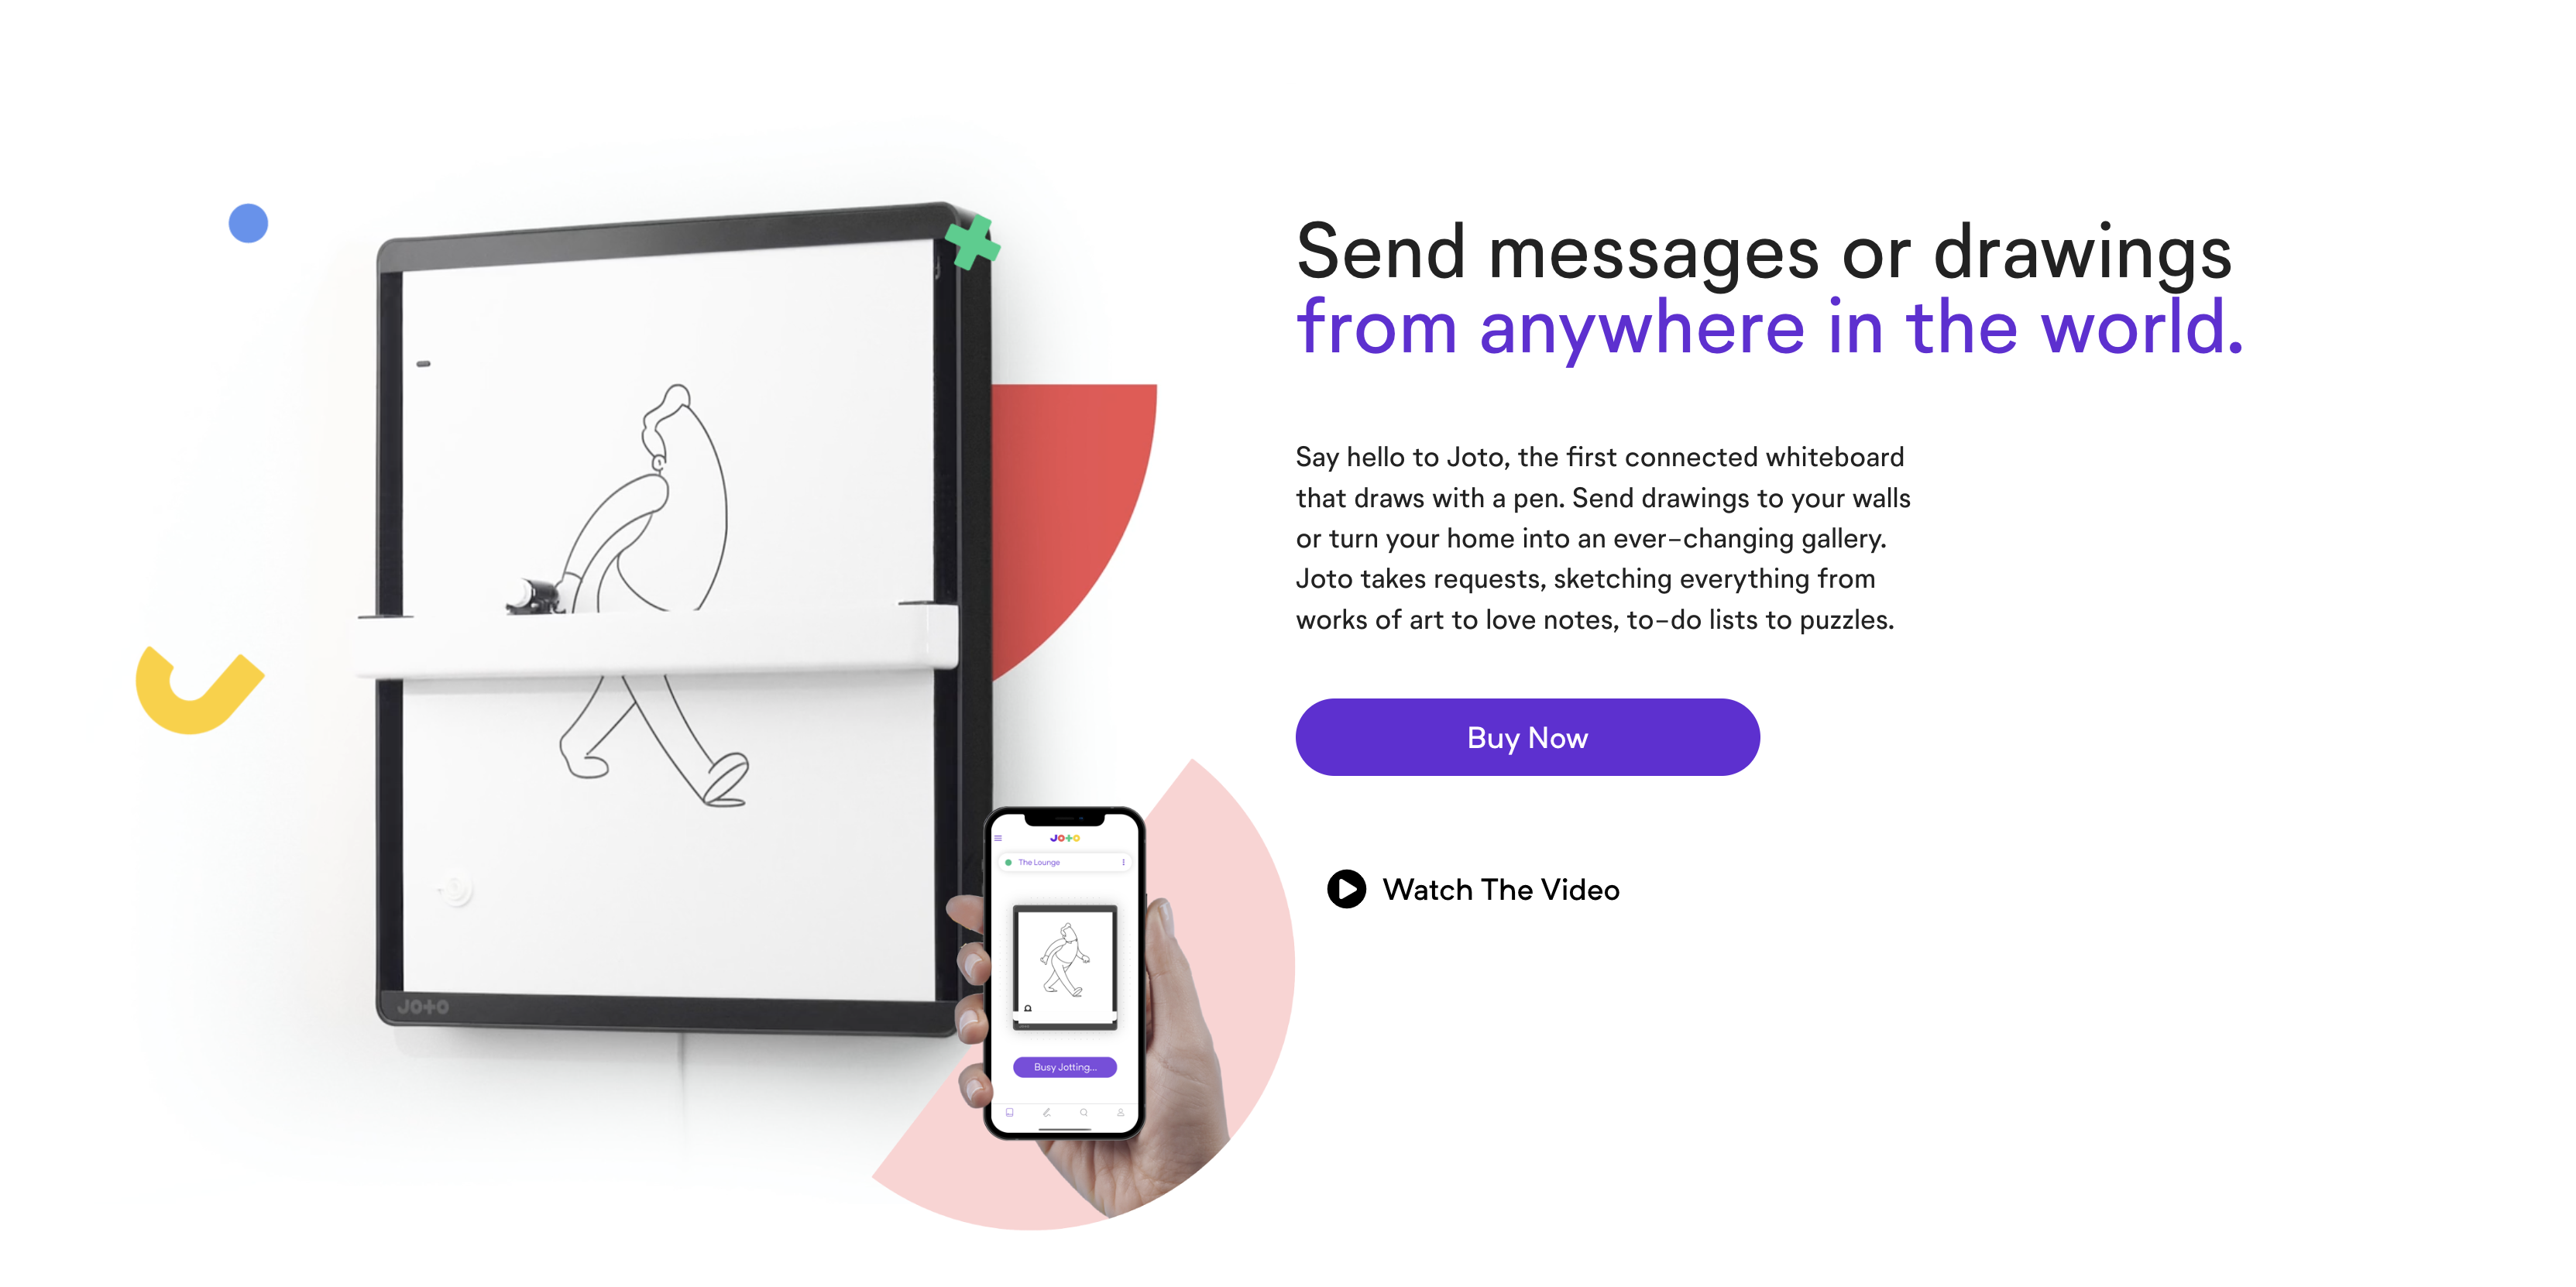 Send messages or drawings
from anywhere in the world.
Say hello to Joto, the first connected whiteboard
that draws with a pen. Send drawings to your walls
or turn your home into an ever–changing gallery.
Joto takes requests, sketching everything from
works of art to love notes, to–do lists to puzzles.
Buy Now
Watch The Video
JOTO
JOTO
The Lounge
Busy Jotting...